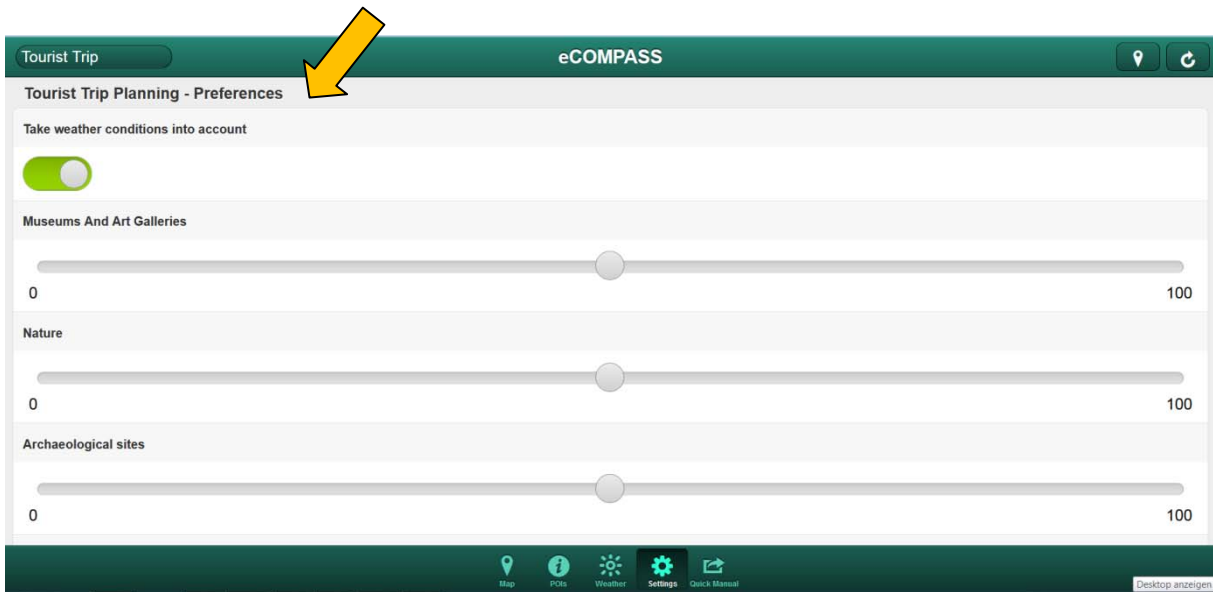 Tourist Trip eCOMPASS
Tourist Trip Planning - Preferences
Take weather conditions into account
Museums And Art Galleries
0 100
Nature
0 100
Archaeological sites
0 100
Map POIs Weather Settings Quick Manual
Desktop anzeigen